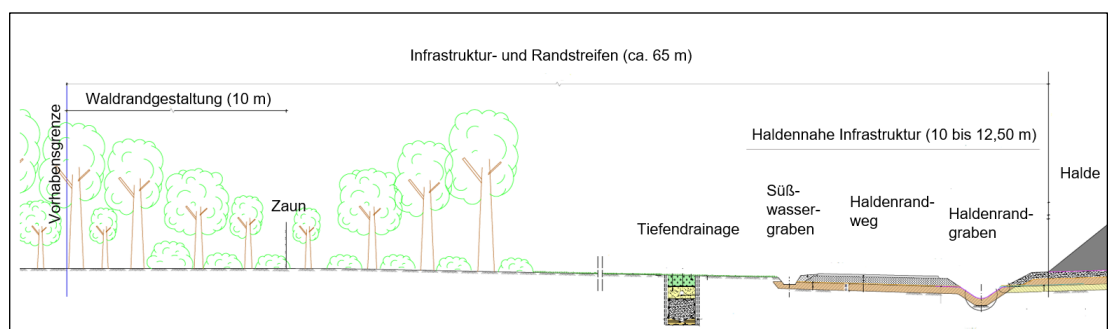 Infrastruktur- und Randstreifen (ca. 65 m)
Waldrandgestaltung (10 m)
Vorhabensgrenze
Haldennahe Infrastruktur (10 bis 12,50 m)
Halde
Zaun
Tiefendrainage
Süß-
wasser-
graben
Haldenrand-
weg
Haldenrand-
graben